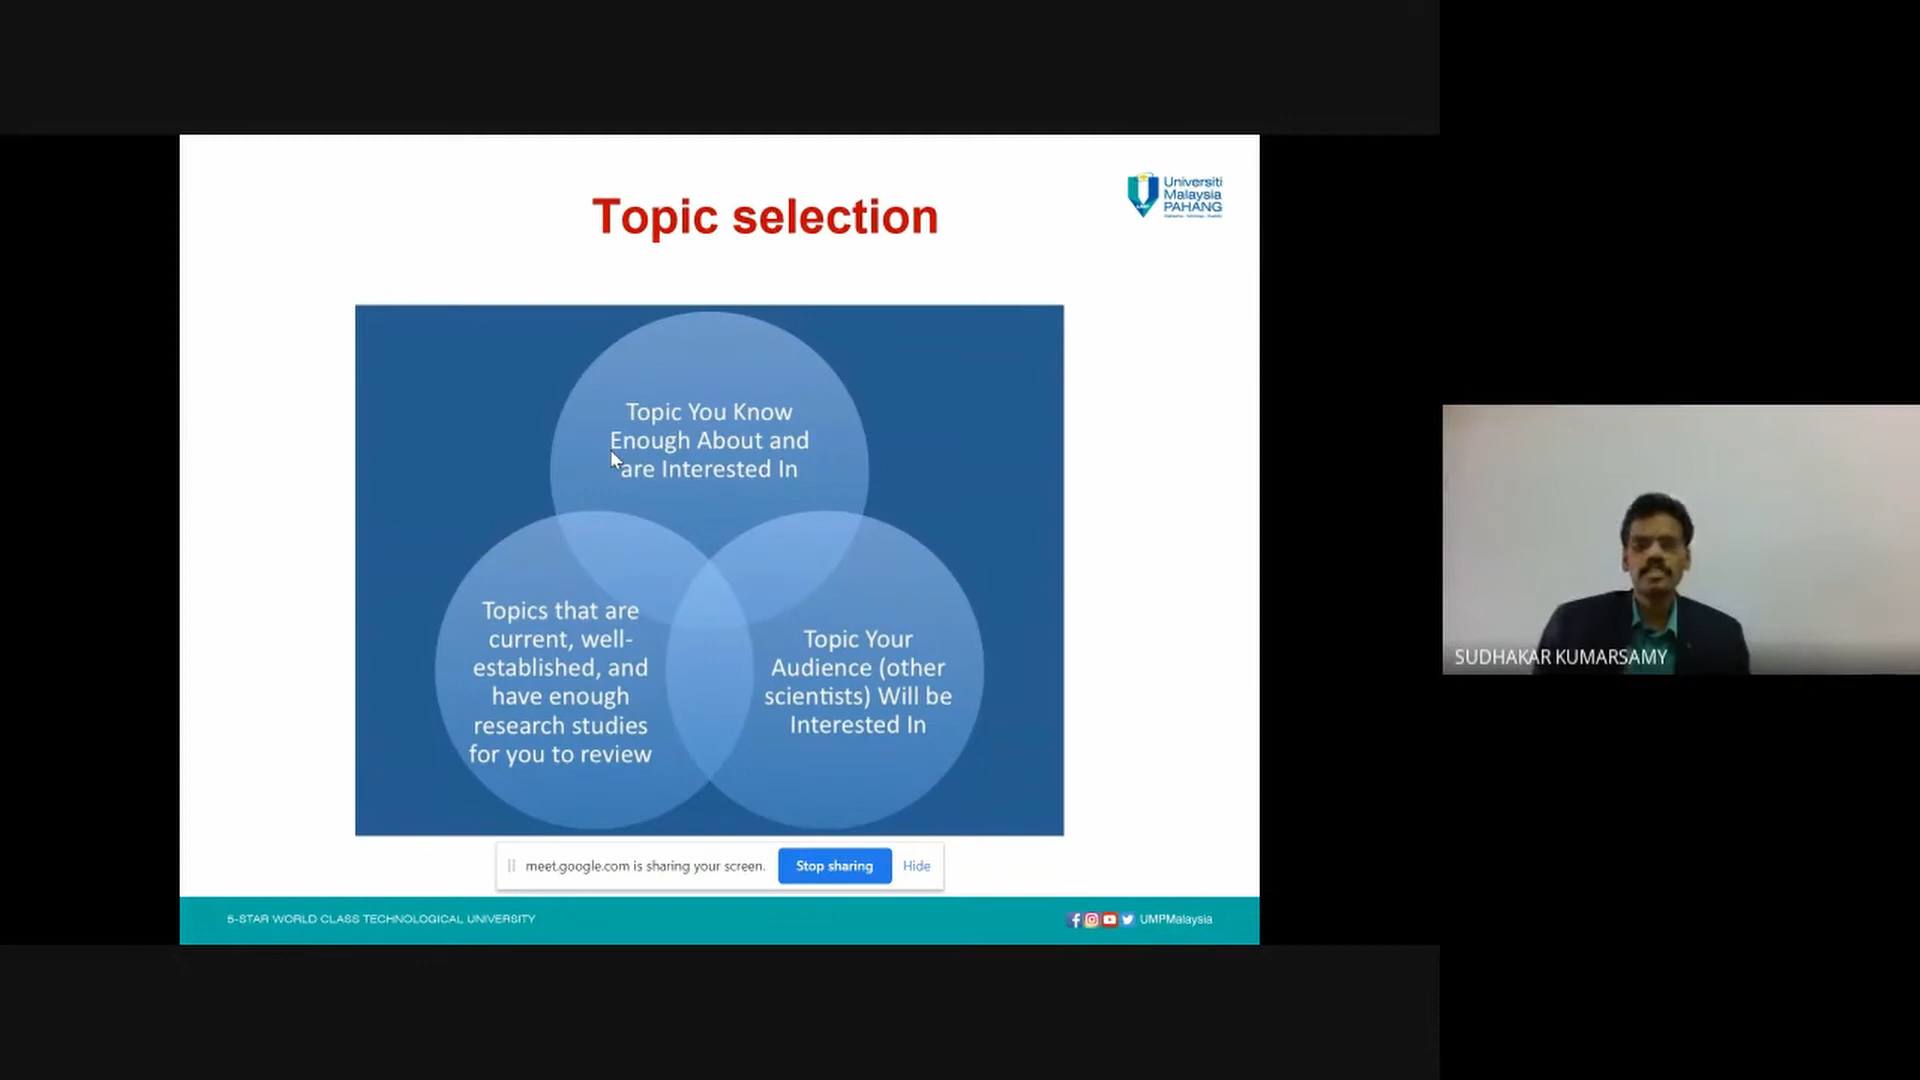 Topic selection
Universiti
Malaysia
PAHANG
Topic You Know
Enough About and
are Interested In
Topics that are
current, well-
established, and
have enough
research studies
for you to review
Topic Your
Audience (other
scientists) Will be
Interested In
meet.google.com is sharing your screen.
Stop sharing
Hide
5-STAR WORLD CLASS TECHNOLOGICAL UNIVERSITY
UMPMalaysia
SUDHAKAR KUMARSAMY